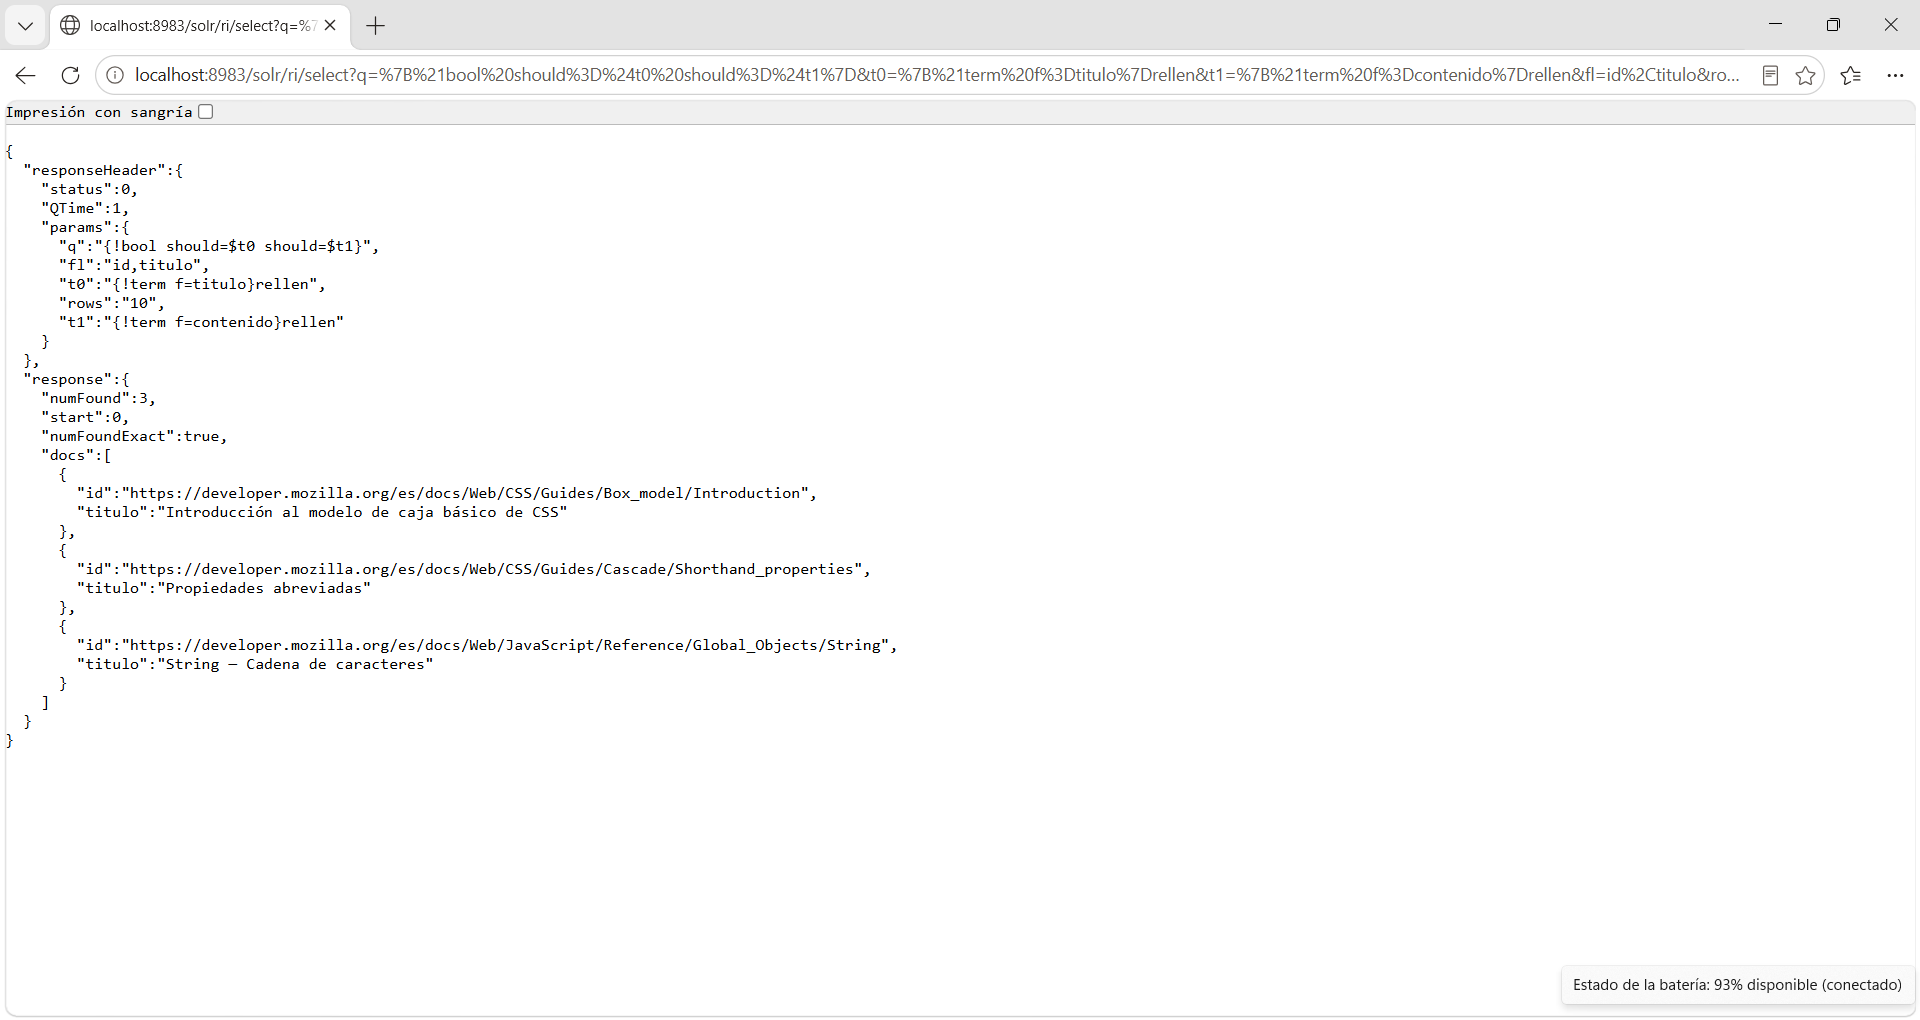 localhost:8983/solr/ri/select?q=%7
localhost:8983/solr/ri/select?q=%7B%21bool%20should%3D%24t0%20should%3D%24t1%7D&t0=%7B%21term%20f%3Dtitulo%7Drellen&t1=%7B%21term%20f%3Dcontenido%7Drellen&fl=id%2Ctitulo&ro...
Impresión con sangría
{
  "responseHeader":{
    "status":0,
    "QTime":1,
    "params":{
      "q":"{!bool should=$t0 should=$t1}",
      "fl":"id,titulo",
      "t0":"{!term f=titulo}rellen",
      "rows":"10",
      "t1":"{!term f=contenido}rellen"
    }
  },
  "response":{
    "numFound":3,
    "start":0,
    "numFoundExact":true,
    "docs":[
      {
        "id":"https://developer.mozilla.org/es/docs/Web/CSS/Guides/Box_model/Introduction",
        "titulo":"Introducción al modelo de caja básico de CSS"
      },
      {
        "id":"https://developer.mozilla.org/es/docs/Web/CSS/Guides/Cascade/Shorthand_properties",
        "titulo":"Propiedades abreviadas"
      },
      {
        "id":"https://developer.mozilla.org/es/docs/Web/JavaScript/Reference/Global_Objects/String",
        "titulo":"String – Cadena de caracteres"
      }
    ]
  }
}
Estado de la batería: 93% disponible (conectado)